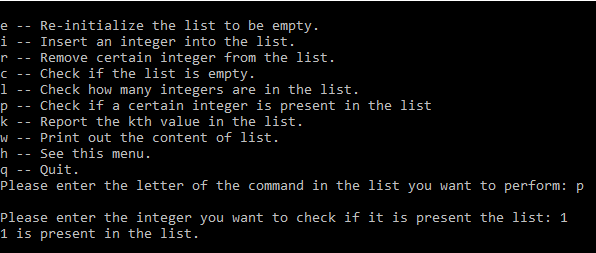 e -- Re-initialize the list to be empty.
i -- Insert an integer into the list.
r -- Remove certain integer from the list.
c -- Check if the list is empty.
l -- Check how many integers are in the list.
p -- Check if a certain integer is present in the list
k -- Report the kth value in the list.
w -- Print out the content of list.
h -- See this menu.
q -- Quit.
Please enter the letter of the command in the list you want to perform: p
Please enter the integer you want to check if it is present the list: 1
1 is present in the list.